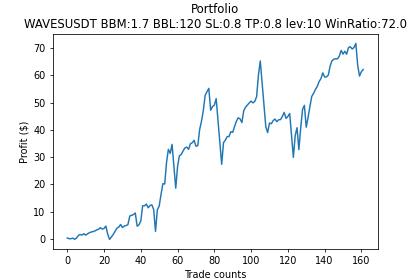 Portfolio
WAVESUSDT BBM:1.7 BBL:120 SL:0.8 TP:0.8 lev:10 WinRatio:72.0
70
60
50
40
30
20
10
0
Profit ($)
0 20 40 60 80 100 120 140 160
Trade counts